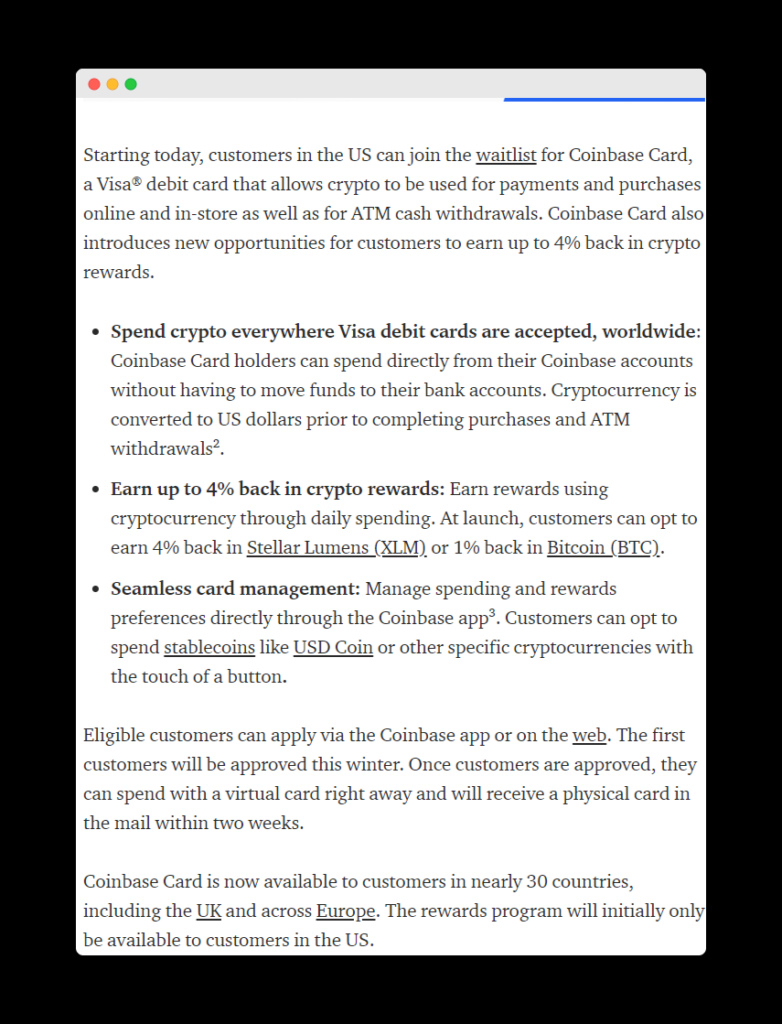 Starting today, customers in the US can join the waitlist for Coinbase Card,
a Visa® debit card that allows crypto to be used for payments and purchases
online and in-store as well as for ATM cash withdrawals. Coinbase Card also
introduces new opportunities for customers to earn up to 4% back in crypto
rewards.
• Spend crypto everywhere Visa debit cards are accepted, worldwide:
Coinbase Card holders can spend directly from their Coinbase accounts
without having to move funds to their bank accounts. Cryptocurrency is
converted to US dollars prior to completing purchases and ATM
withdrawals².
• Earn up to 4% back in crypto rewards: Earn rewards using
cryptocurrency through daily spending. At launch, customers can opt to
earn 4% back in Stellar Lumens (XLM) or 1% back in Bitcoin (BTC).
• Seamless card management: Manage spending and rewards
preferences directly through the Coinbase app³. Customers can opt to
spend stablecoins like USD Coin or other specific cryptocurrencies with
the touch of a button.
Eligible customers can apply via the Coinbase app or on the web. The first
customers will be approved this winter. Once customers are approved, they
can spend with a virtual card right away and will receive a physical card in
the mail within two weeks.
Coinbase Card is now available to customers in nearly 30 countries,
including the UK and across Europe. The rewards program will initially only
be available to customers in the US.